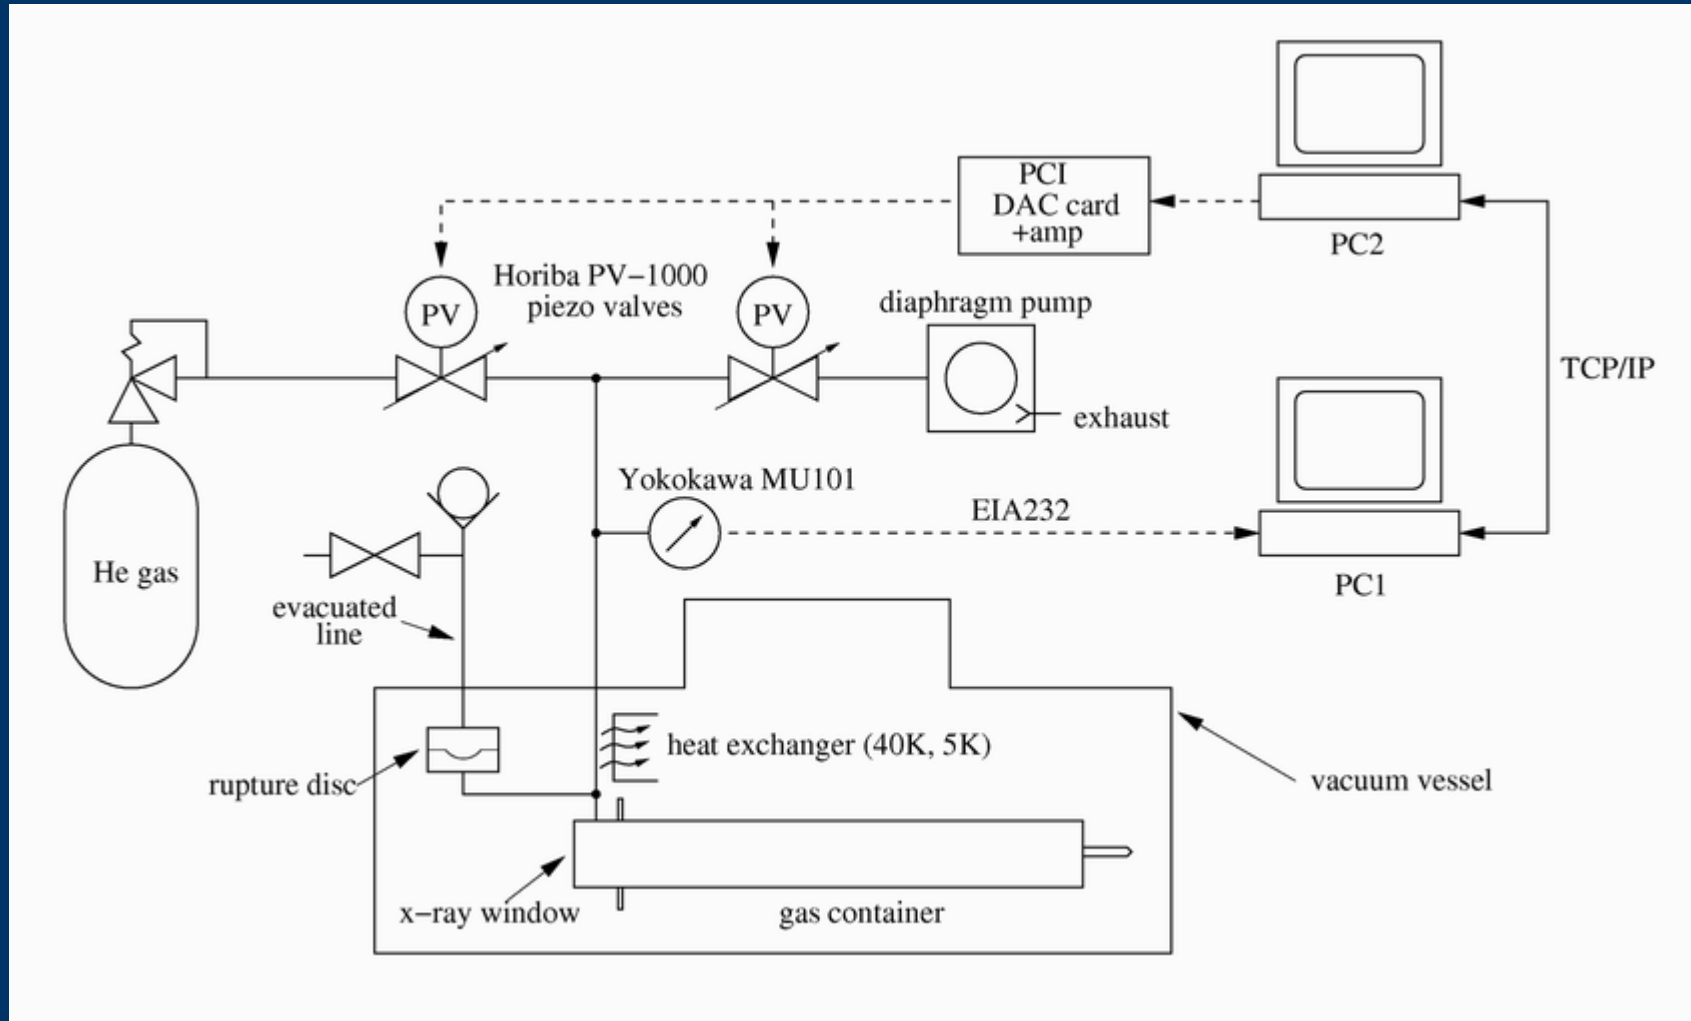 PCI
DAC card
+amp
PC2
Horiba PV−1000
piezo valves
PV
PV
diaphragm pump
TCP/IP
exhaust
Yokokawa MU101
EIA232
He gas
PC1
evacuated
line
heat exchanger (40K, 5K)
rupture disc
vacuum vessel
x−ray window
gas container